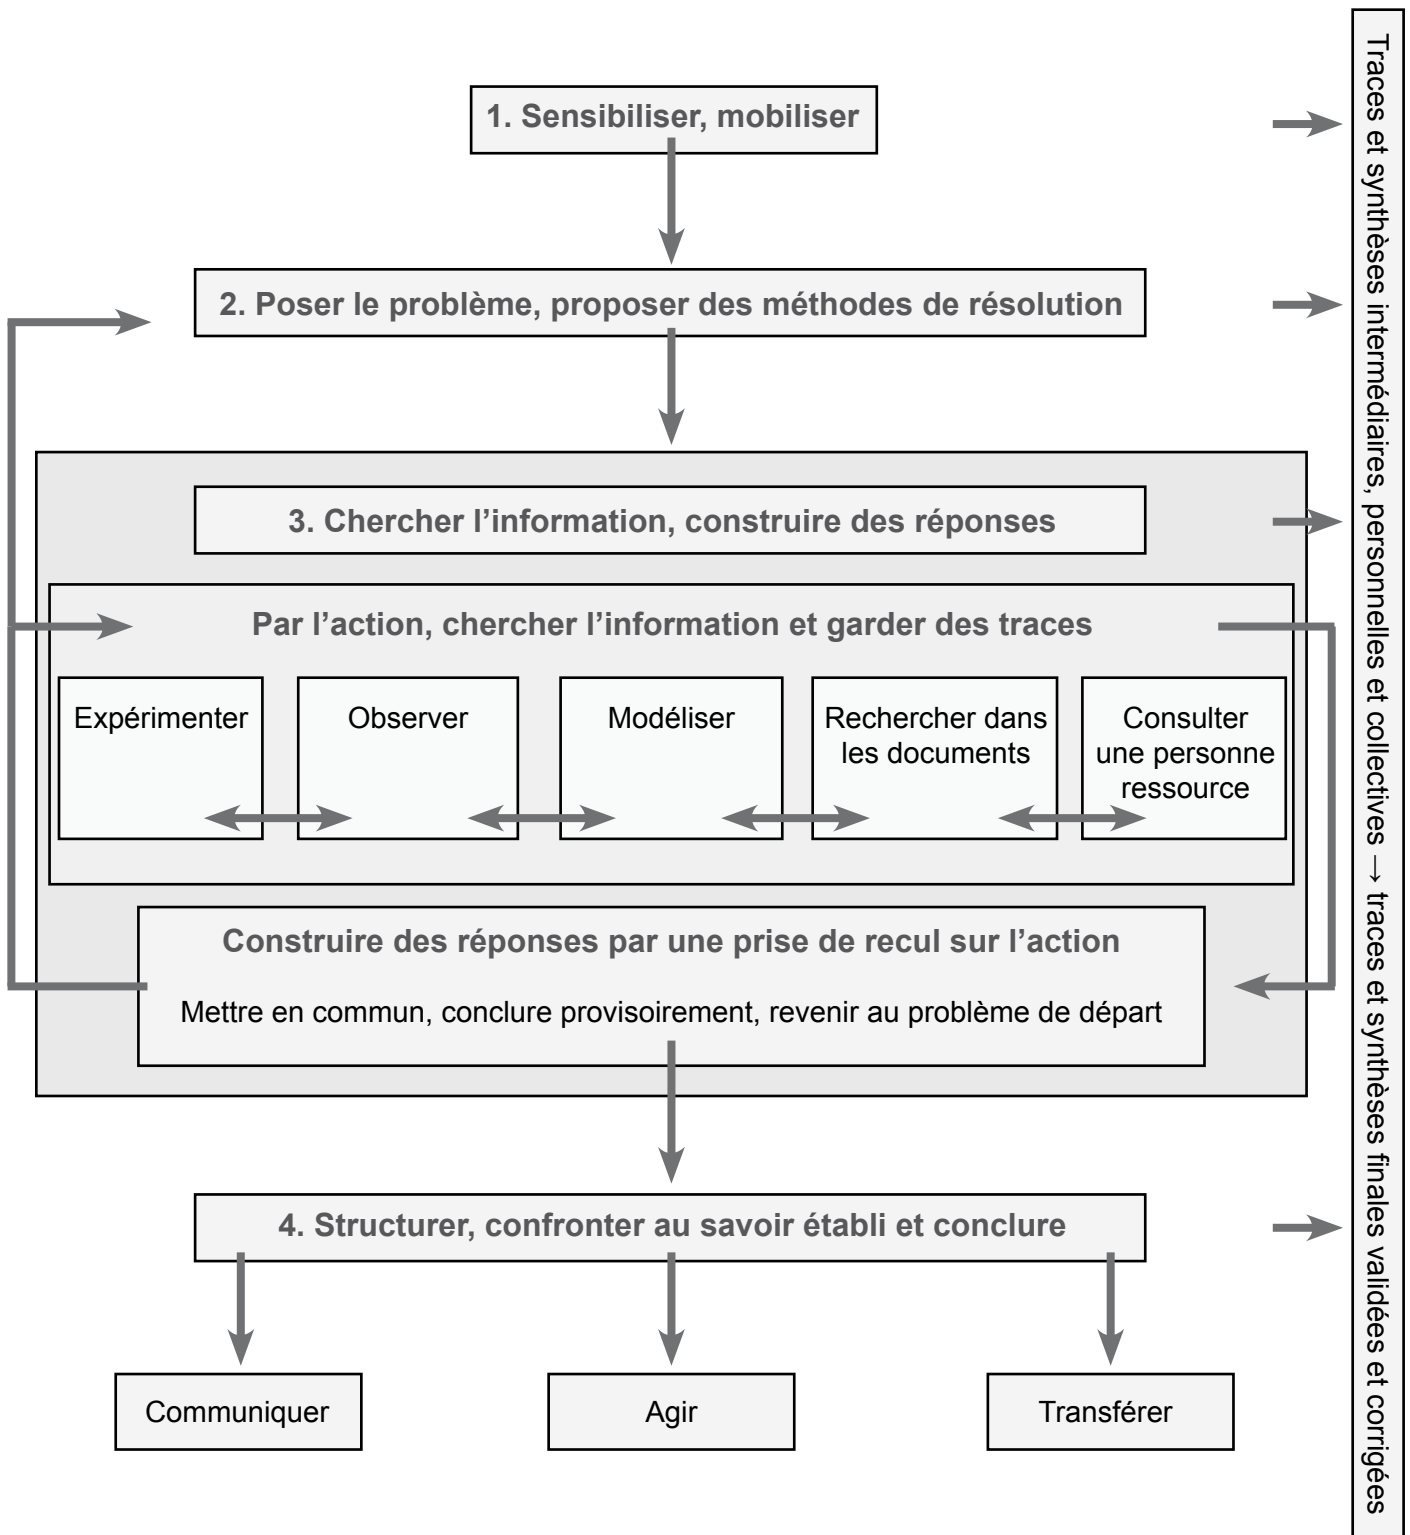 1. Sensibiliser, mobiliser
2. Poser le problème, proposer des méthodes de résolution
3. Chercher l’information, construire des réponses
Par l’action, chercher l’information et garder des traces
Expérimenter
Observer
Modéliser
Rechercher dans
les documents
Consulter
une personne
ressource
Construire des réponses par une prise de recul sur l’action
Mettre en commun, conclure provisoirement, revenir au problème de départ
4. Structurer, confronter au savoir établi et conclure
Communiquer
Agir
Transférer
Traces et synthèses intermédiaires, personnelles et collectives → traces et synthèses finales validées et corrigées